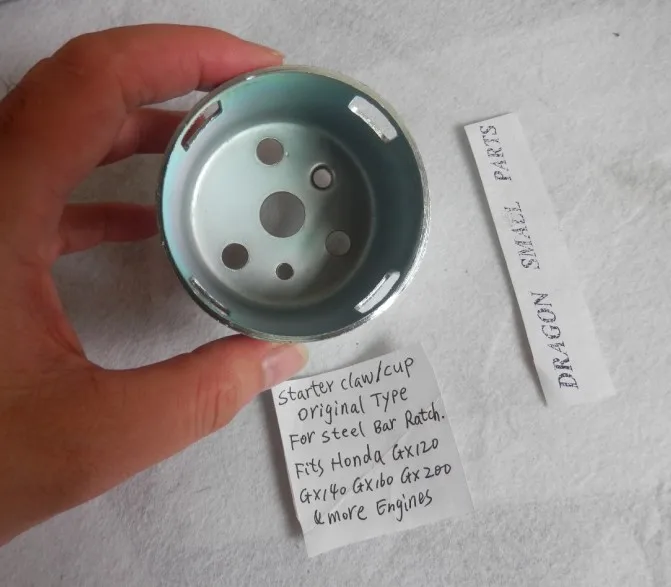 Starter claw/cup
original Type
For steel Bar Ratch.
Fits Honda Gx120
Gx140 Gx160 Gx200
&more Engines
DRAGON SMALL PARTS